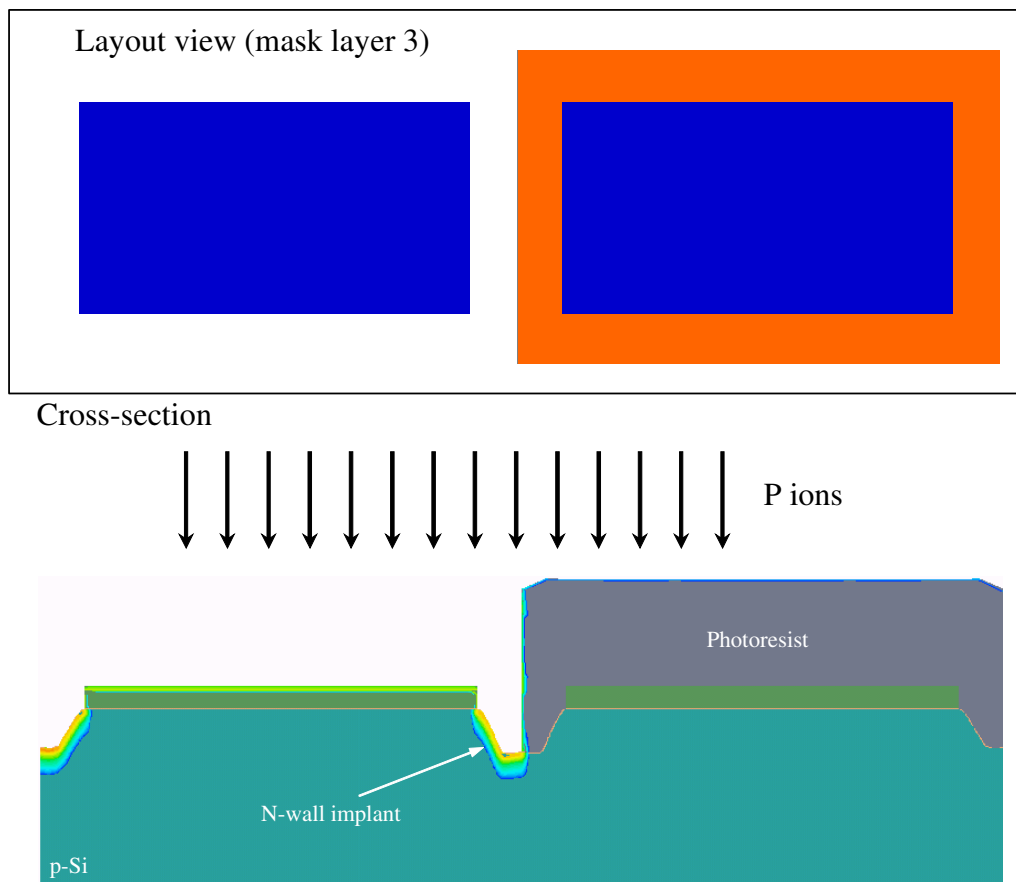 Layout view (mask layer 3)
Cross-section
P ions
Photoresist
N-wall implant
p-Si